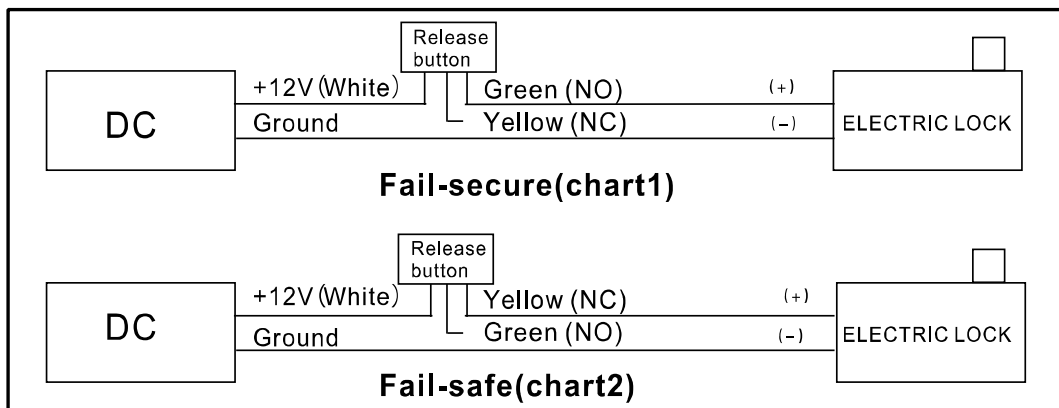 Release
button
+12V(White)
Green (NO)
(+)
DC
Ground
Yellow (NC)
(-)
ELECTRIC LOCK
Fail-secure(chart1)
Release
button
+12V(White)
Yellow (NC)
(+)
DC
Ground
Green (NO)
(-)
ELECTRIC LOCK
Fail-safe(chart2)